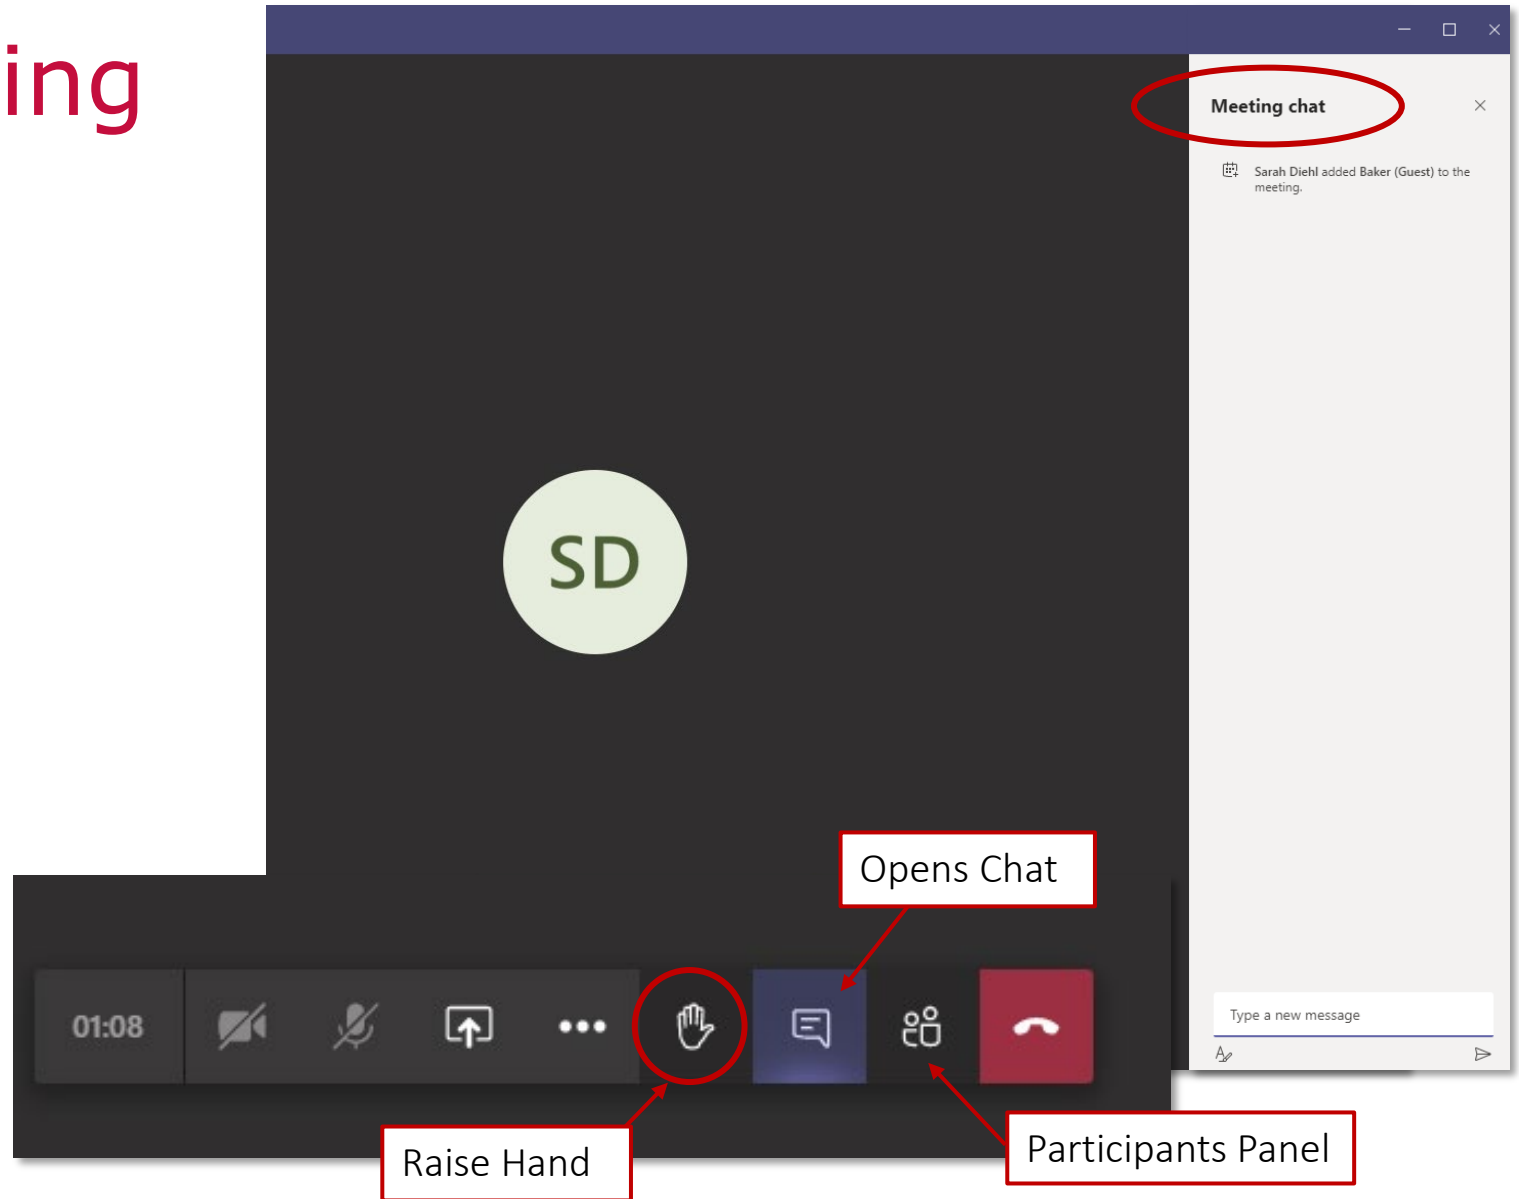 ing
Meeting chat
Sarah Diehl added Baker (Guest) to the
meeting.
SD
Opens Chat
01:08
Type a new message
Raise Hand
Participants Panel